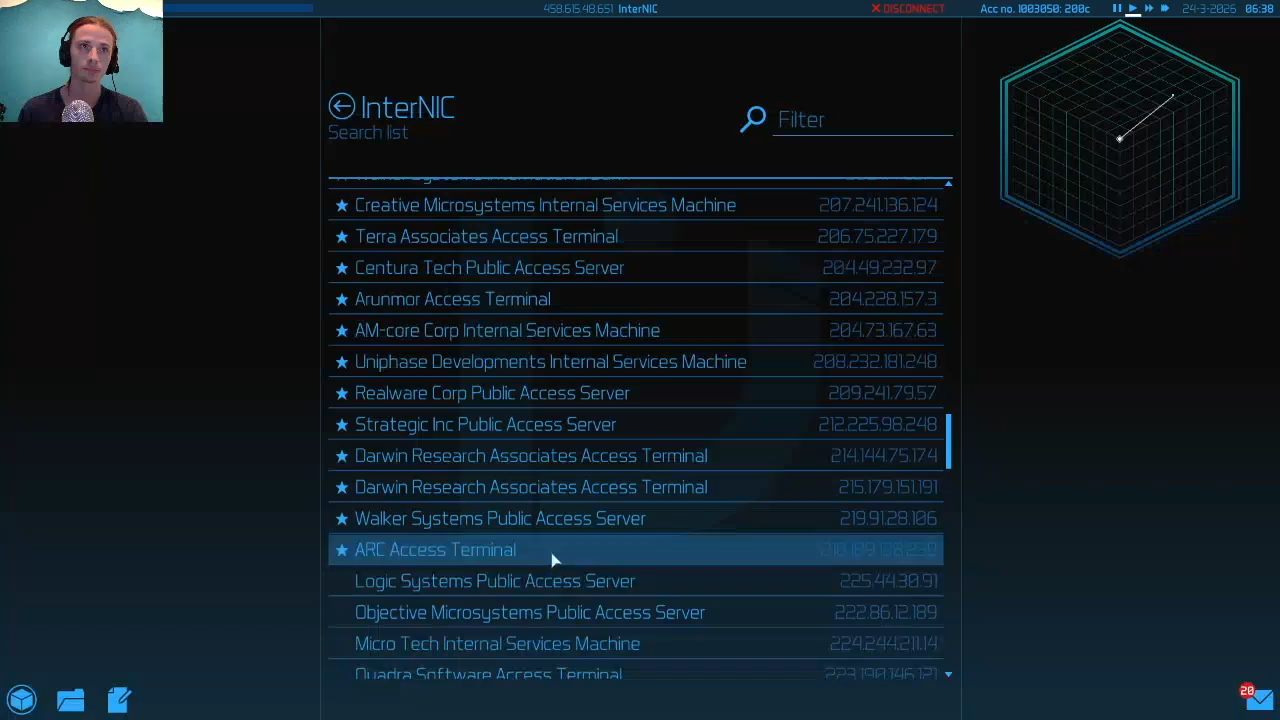 458.615.48.651 InterNIC
DISCONNECT
Acc no. 1003050: 200c
24-3-2026 06:38
InterNIC
Search list
Filter
Creative Microsystems Internal Services Machine 207.241.136.124
Terra Associates Access Terminal 206.75.227.179
Centura Tech Public Access Server 204.49.232.97
Arunmor Access Terminal 204.228.157.3
AM-core Corp Internal Services Machine 204.73.167.63
Uniphase Developments Internal Services Machine 208.232.181.248
Realware Corp Public Access Server 209.241.79.57
Strategic Inc Public Access Server 212.225.98.248
Darwin Research Associates Access Terminal 214.144.75.174
Darwin Research Associates Access Terminal 215.179.151.191
Walker Systems Public Access Server 219.91.28.106
ARC Access Terminal
Logic Systems Public Access Server 225.44.30.91
Objective Microsystems Public Access Server 222.86.12.189
Micro Tech Internal Services Machine 224.244.211.14
Quadra Software Access Terminal 223.190.146.121
20